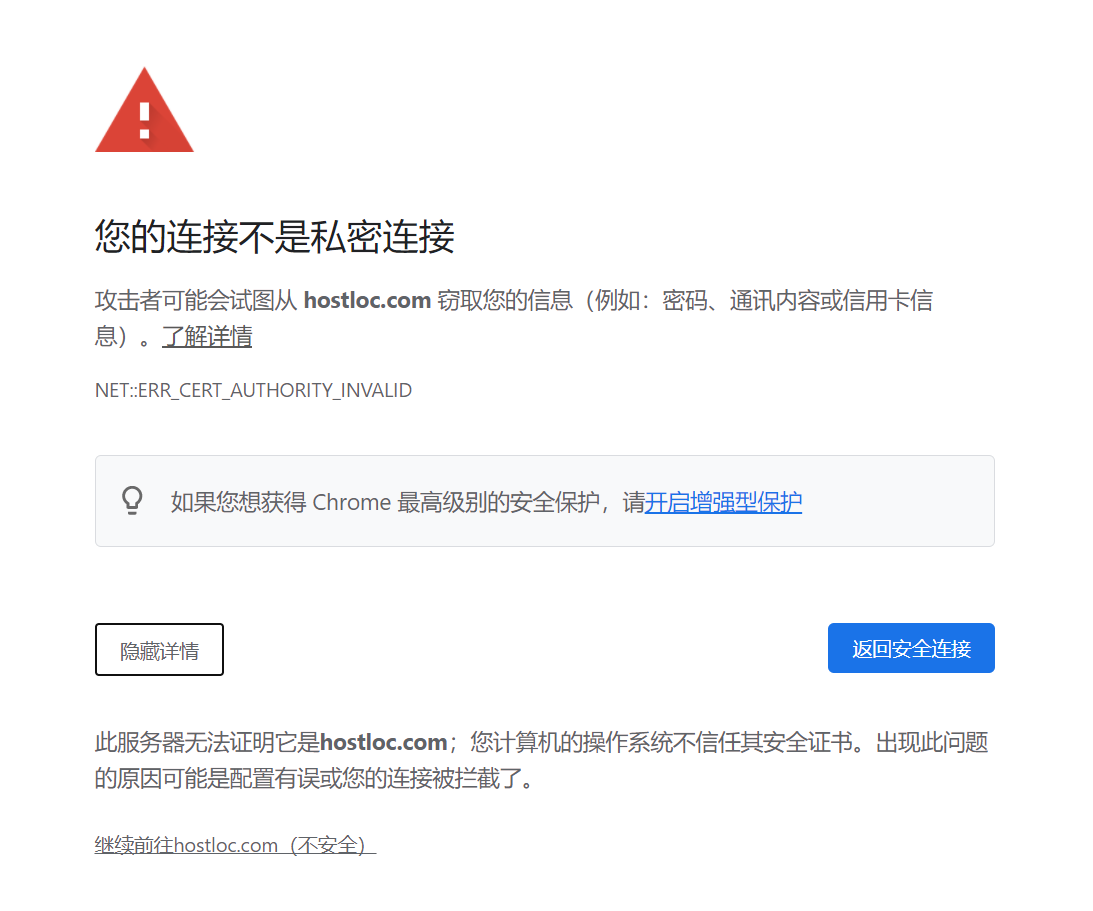 您的连接不是私密连接
攻击者可能会试图从 hostloc.com 窃取您的信息（例如：密码、通讯内容或信用卡信
息）。了解详情
NET::ERR_CERT_AUTHORITY_INVALID
如果您想获得 Chrome 最高级别的安全保护，请开启增强型保护
隐藏详情
返回安全连接
此服务器无法证明它是hostloc.com；您计算机的操作系统不信任其安全证书。出现此问题
的原因可能是配置有误或您的连接被拦截了。
继续前往hostloc.com（不安全）